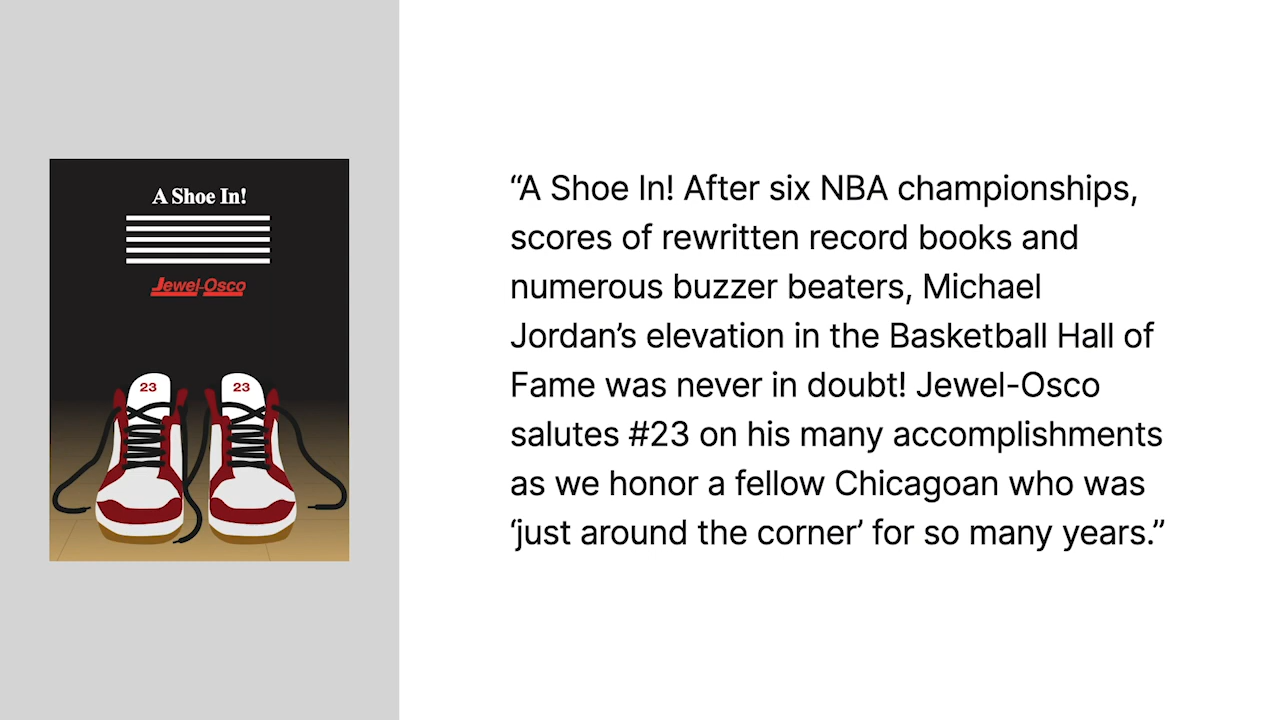 A Shoe In!
Jewel-Osco
23
23
“A Shoe In! After six NBA championships,
scores of rewritten record books and
numerous buzzer beaters, Michael
Jordan’s elevation in the Basketball Hall of
Fame was never in doubt! Jewel-Osco
salutes #23 on his many accomplishments
as we honor a fellow Chicagoan who was
‘just around the corner’ for so many years.”